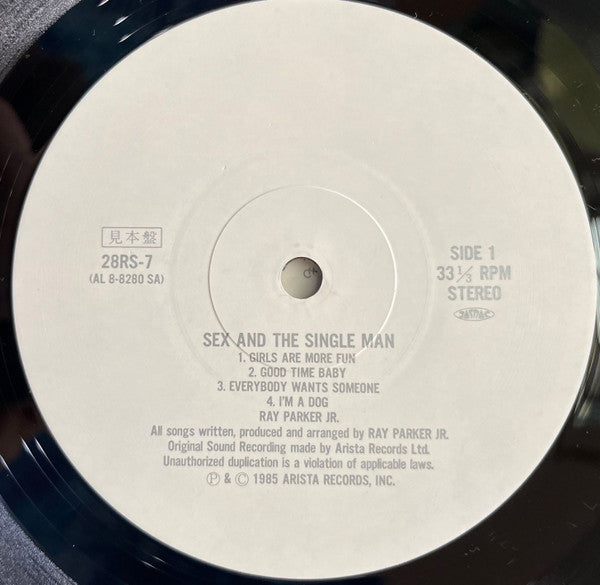 見本盤
28RS-7
(AL 8-8280 SA)
SIDE 1
33⅓ RPM
STEREO
JASRAC
SEX AND THE SINGLE MAN
1. GIRLS ARE MORE FUN
2. GOOD TIME BABY
3. EVERYBODY WANTS SOMEONE
4. I'M A DOG
RAY PARKER JR.
All songs written, produced and arranged by RAY PARKER JR.
Original Sound Recording made by Arista Records Ltd.
Unauthorized duplication is a violation of applicable laws.
Ⓟ & © 1985 ARISTA RECORDS, INC.